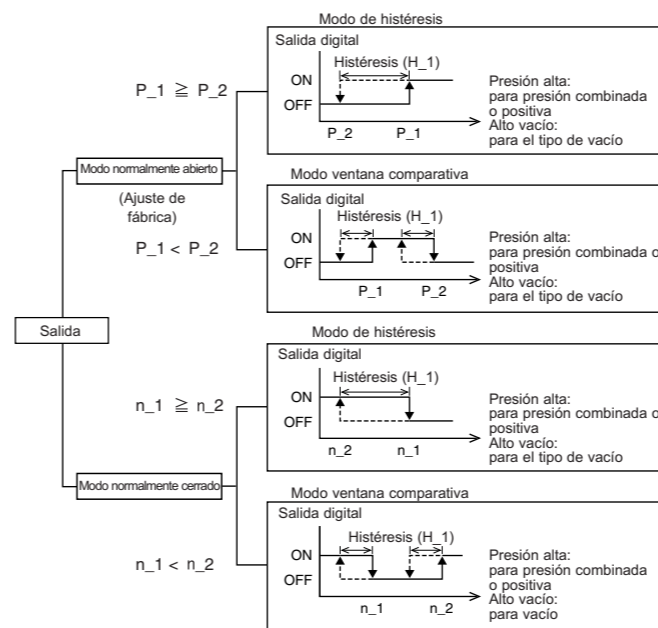 Modo de histéresis
Salida digital
Histéresis (H_1)
ON
OFF
P_2
P_1
Presión alta:
para presión combinada
o positiva
Alto vacío:
para el tipo de vacío
P_1 ≧ P_2
Modo normalmente abierto
(Ajuste de
fábrica)
P_1 < P_2
Modo ventana comparativa
Salida digital
Histéresis (H_1)
ON
OFF
P_1
P_2
Presión alta:
para presión combinada o
positiva
Alto vacío:
para el tipo de vacío
Salida
Modo de histéresis
Salida digital
Histéresis (H_1)
ON
OFF
n_2
n_1
Presión alta:
para presión combinada o
positiva
Alto vacío:
para el tipo de vacío
n_1 ≧ n_2
Modo normalmente cerrado
n_1 < n_2
Modo ventana comparativa
Salida digital
Histéresis (H_1)
ON
OFF
n_1
n_2
Presión alta:
para presión combinada
o positiva
Alto vacío:
para vacío